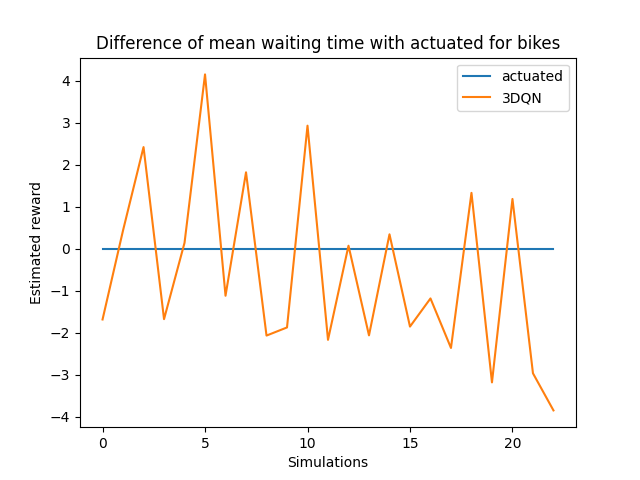 Difference of mean waiting time with actuated for bikes
actuated
3DQN
4
3
2
1
0
−1
−2
−3
−4
Estimated reward
0 5 10 15 20
Simulations